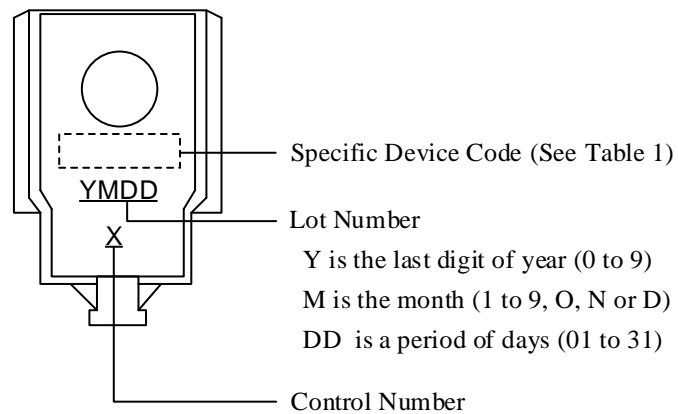 Specific Device Code (See Table 1)
YMDD
Lot Number
X
Y is the last digit of year (0 to 9)
M is the month (1 to 9, O, N or D)
DD is a period of days (01 to 31)
Control Number